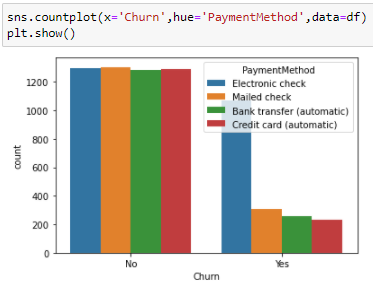 sns.countplot(x='Churn',hue='PaymentMethod',data=df)
plt.show()
PaymentMethod
Electronic check
Mailed check
Bank transfer (automatic)
Credit card (automatic)
1200
1000
800
600
400
200
0
count
No
Yes
Churn